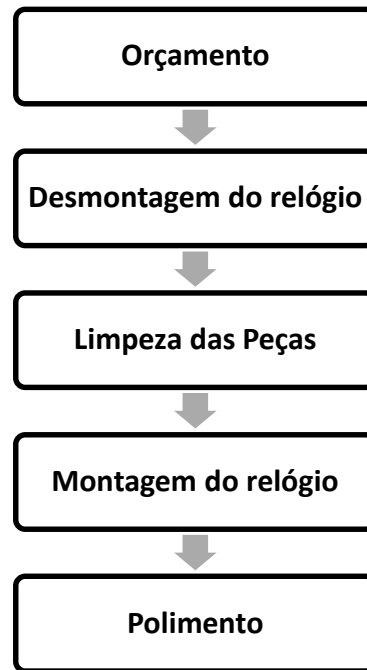 Orçamento
Desmontagem do relógio
Limpeza das Peças
Montagem do relógio
Polimento